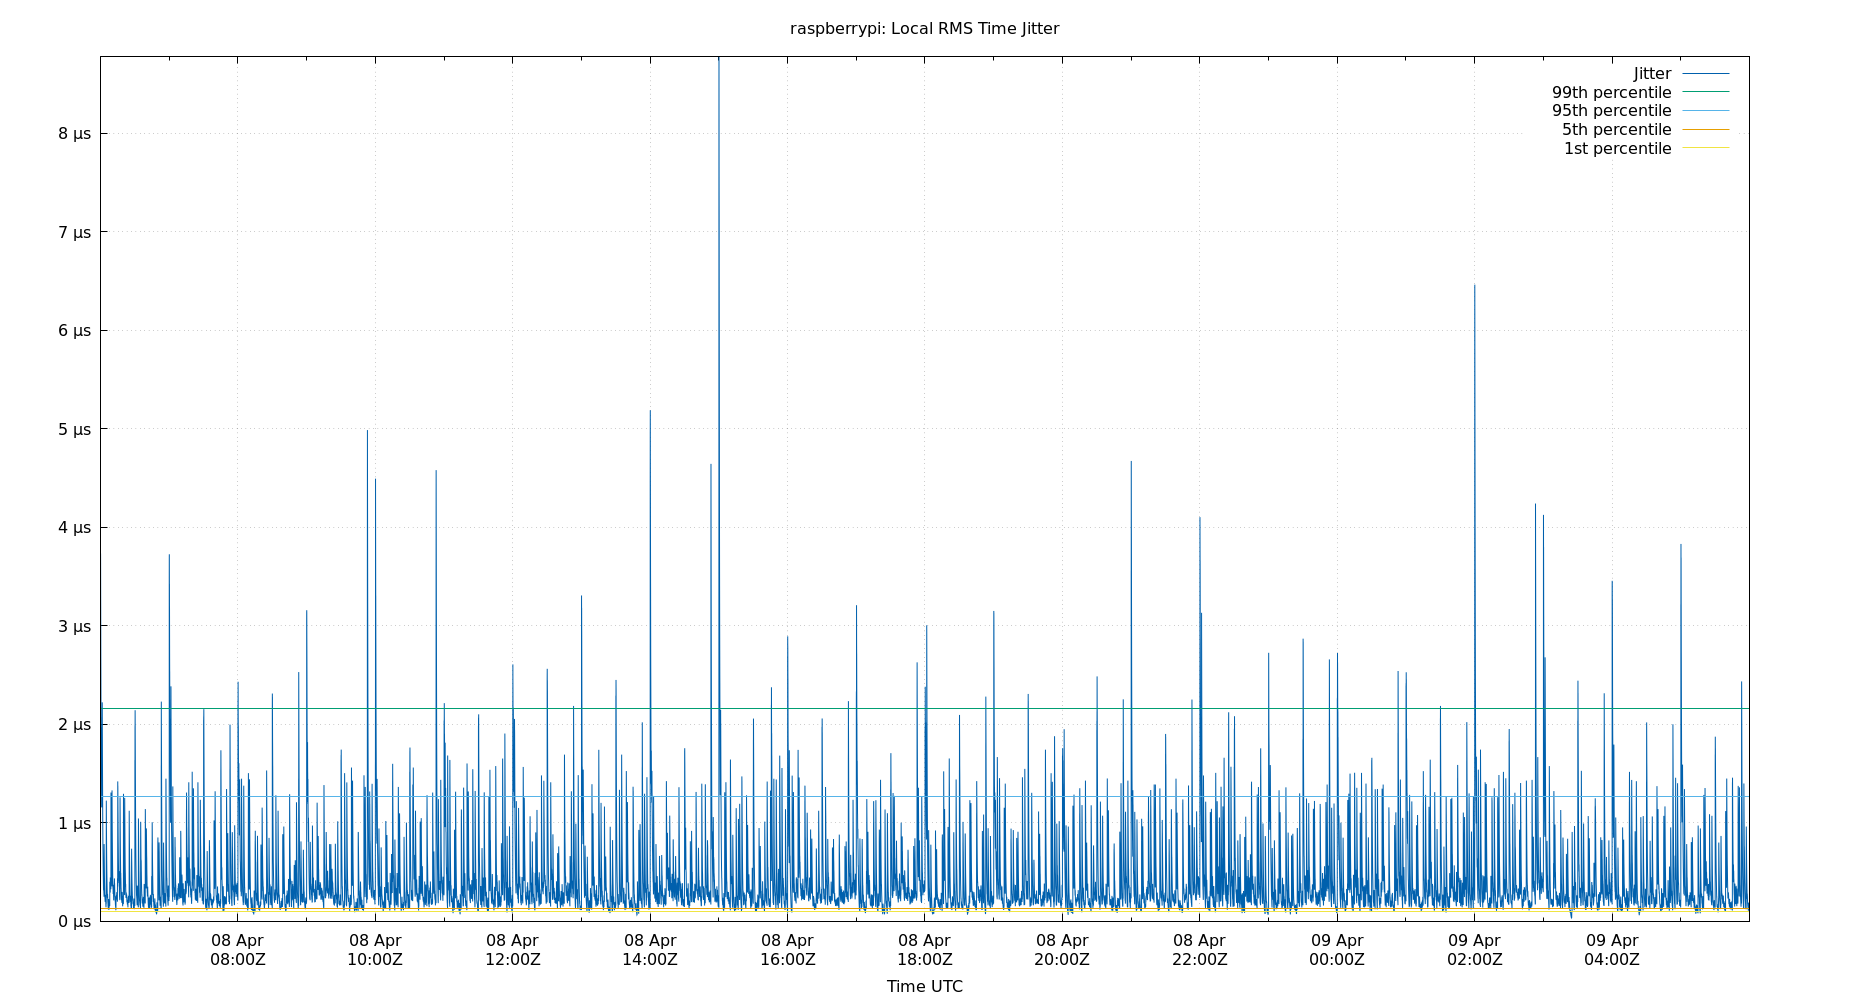 raspberrypi: Local RMS Time Jitter
Jitter
99th percentile
95th percentile
5th percentile
1st percentile
8 µs
7 µs
6 µs
5 µs
4 µs
3 µs
2 µs
1 µs
0 µs
08 Apr 08 Apr 08 Apr 08 Apr 08 Apr 08 Apr 08 Apr 08 Apr 09 Apr 09 Apr 09 Apr
08:00Z 10:00Z 12:00Z 14:00Z 16:00Z 18:00Z 20:00Z 22:00Z 00:00Z 02:00Z 04:00Z
Time UTC